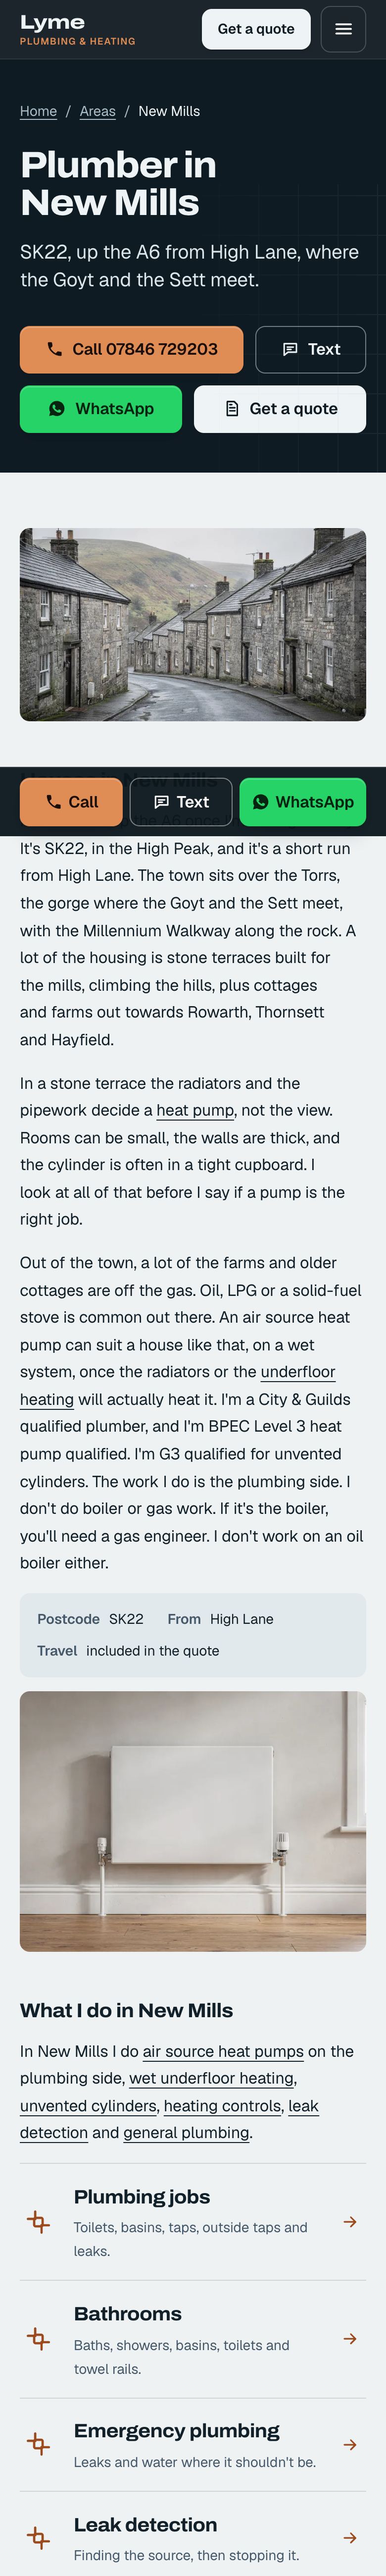 Lyme
PLUMBING & HEATING
Get a quote
Home / Areas / New Mills
Plumber in
New Mills
SK22, up the A6 from High Lane, where
the Goyt and the Sett meet.
Call 07846 729203
Text
WhatsApp
Get a quote
New Mills
the A6
Call
Text
WhatsApp
It's SK22, in the High Peak, and it's a short run
from High Lane. The town sits over the Torrs,
the gorge where the Goyt and the Sett meet,
with the Millennium Walkway along the rock. A
lot of the housing is stone terraces built for
the mills, climbing the hills, plus cottages
and farms out towards Rowarth, Thornsett
and Hayfield.
In a stone terrace the radiators and the
pipework decide a heat pump, not the view.
Rooms can be small, the walls are thick, and
the cylinder is often in a tight cupboard. I
look at all of that before I say if a pump is the
right job.
Out of the town, a lot of the farms and older
cottages are off the gas. Oil, LPG or a solid-fuel
stove is common out there. An air source heat
pump can suit a house like that, on a wet
system, once the radiators or the underfloor
heating will actually heat it. I'm a City & Guilds
qualified plumber, and I'm BPEC Level 3 heat
pump qualified. I'm G3 qualified for unvented
cylinders. The work I do is the plumbing side. I
don't do boiler or gas work. If it's the boiler,
you'll need a gas engineer. I don't work on an oil
boiler either.
Postcode SK22 From High Lane
Travel included in the quote
What I do in New Mills
In New Mills I do air source heat pumps on the
plumbing side, wet underfloor heating,
unvented cylinders, heating controls, leak
detection and general plumbing.
Plumbing jobs
Toilets, basins, taps, outside taps and
leaks.
Bathrooms
Baths, showers, basins, toilets and
towel rails.
Emergency plumbing
Leaks and water where it shouldn't be.
Leak detection
Finding the source, then stopping it.